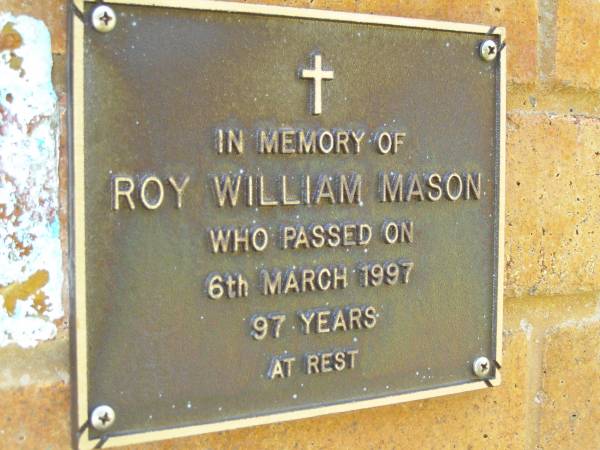 IN MEMORY OF
ROY WILLIAM MASON
WHO PASSED ON
6th MARCH 1997
97 YEARS
AT REST